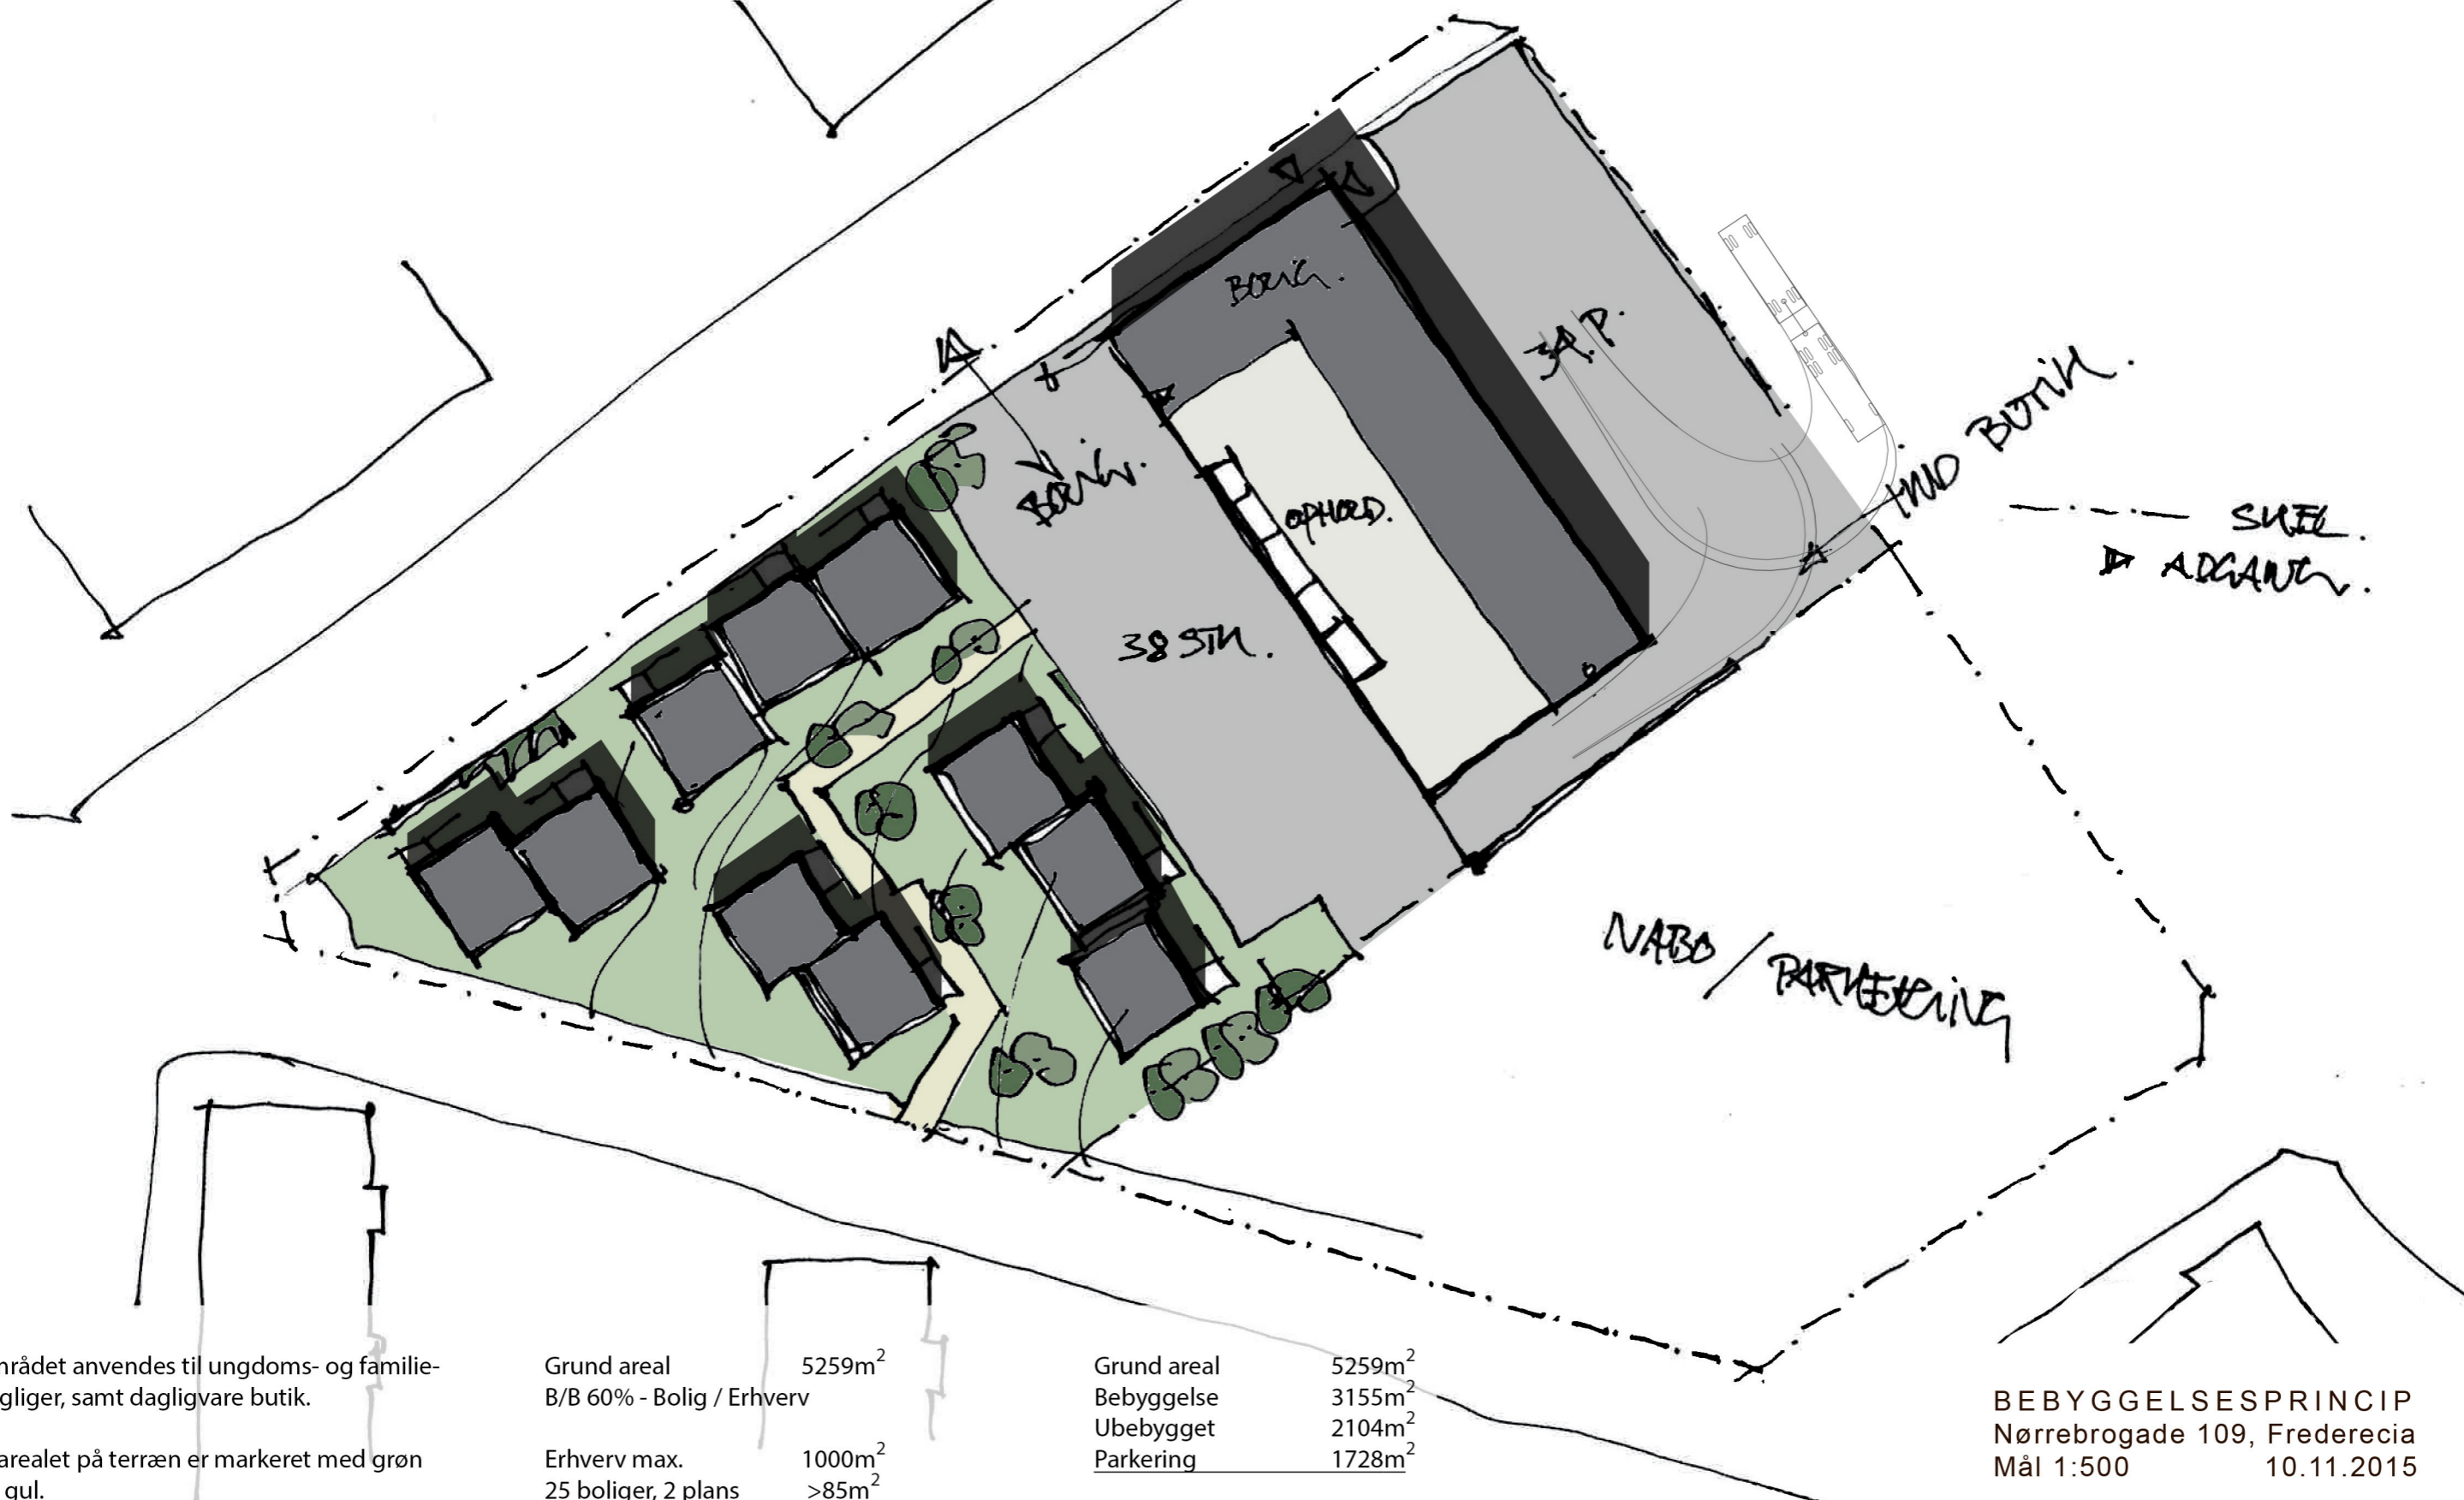 BOLIG.
34 P.
IND BUTIK.
BOLIG.
OPHOLD.
38 STK.
SKEL.
ADGANG.
NABO / PARKERING
nrådet anvendes til ungdoms- og familie-
gliger, samt dagligvare butik.
arealet på terræn er markeret med grøn
gul.
Grund areal 5259m²
B/B 60% - Bolig / Erhverv
Erhverv max. 1000m²
25 boliger, 2 plans >85m²
Grund areal 5259m²
Bebyggelse 3155m²
Ubebygget 2104m²
Parkering 1728m²
BEBYGGELSESPRINCIP
Nørrebrogade 109, Frederecia
Mål 1:500 10.11.2015